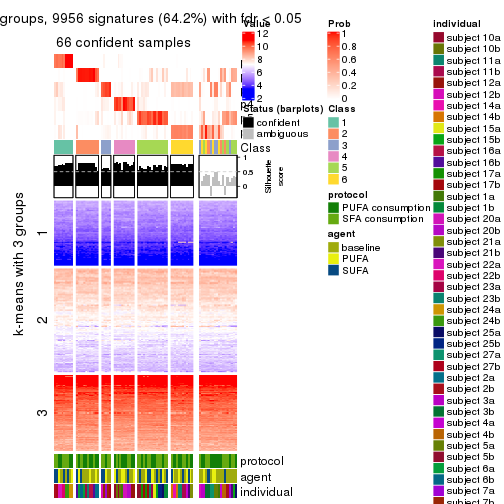 groups, 9956 signatures (64.2%) with fdr < 0.05
66 confident samples
Class
1
0.5
0
Silhouette
score
k-means with 3 groups
1
2
3
protocol
agent
individual
Value
12
10
8
6
4
2
Status (barplots)
confident
ambiguous
Prob
1
0.8
0.6
0.4
0.2
0
Class
1
2
3
4
5
6
protocol
PUFA consumption
SFA consumption
agent
baseline
PUFA
SUFA
individual
subject 10a
subject 10b
subject 11a
subject 11b
subject 12a
subject 12b
subject 14a
subject 14b
subject 15a
subject 15b
subject 16a
subject 16b
subject 17a
subject 17b
subject 1a
subject 1b
subject 20a
subject 20b
subject 21a
subject 21b
subject 22a
subject 22b
subject 23a
subject 23b
subject 24a
subject 24b
subject 25a
subject 25b
subject 27a
subject 27b
subject 2a
subject 2b
subject 3a
subject 3b
subject 4a
subject 4b
subject 5a
subject 5b
subject 6a
subject 6b
subject 7a
subject 7b